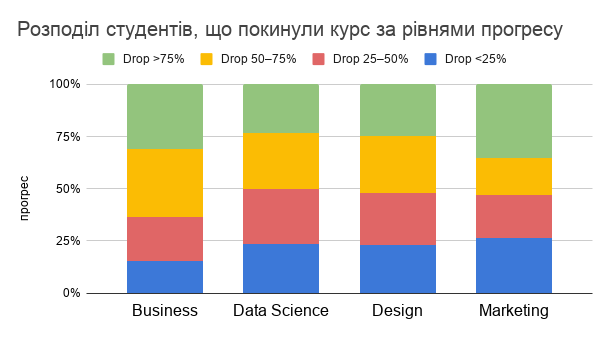 Розподіл студентів, що покинули курс за рівнями прогресу
Drop >75% Drop 50–75% Drop 25–50% Drop <25%
100%
75%
50%
25%
0%
прогрес
Business Data Science Design Marketing